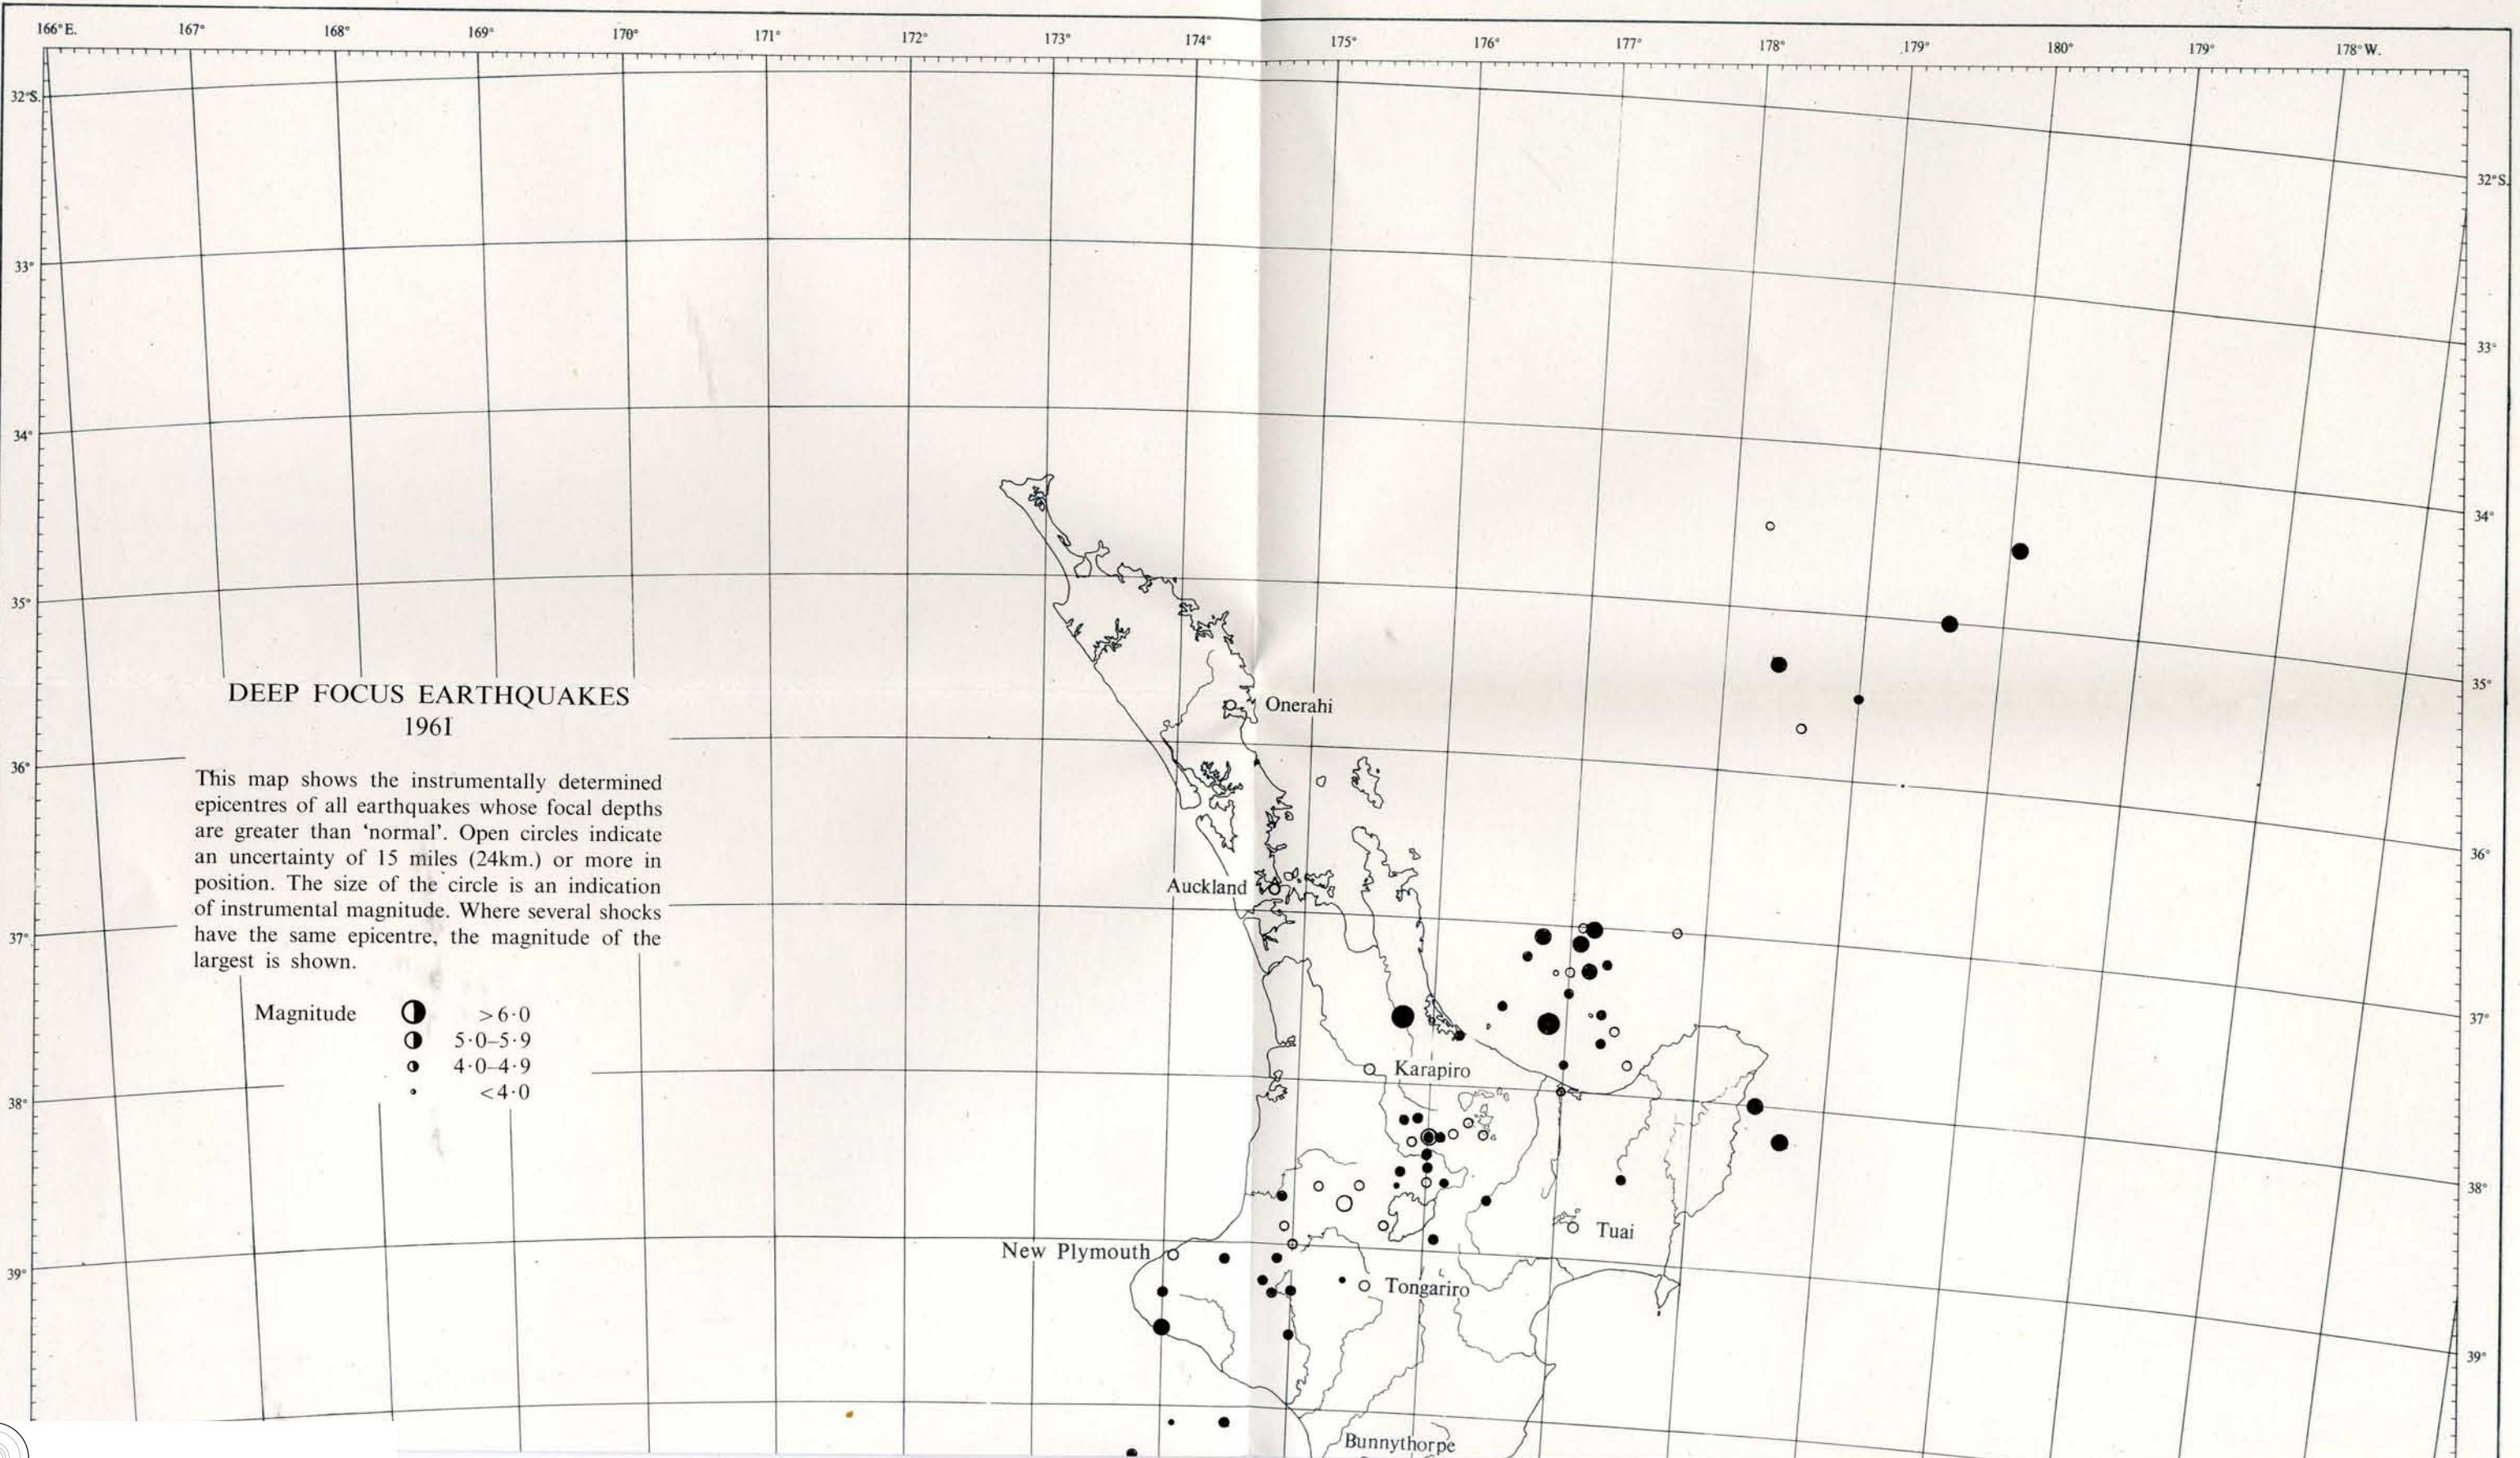 166°E. 167° 168° 169° 170° 171° 172° 173° 174° 175° 176° 177° 178° 179° 180° 179° 178°W.
32°S.
32°S.
33°
33°
34°
34°
35°
35°
Onerahi
DEEP FOCUS EARTHQUAKES
1961
36°
36°
This map shows the instrumentally determined
epicentres of all earthquakes whose focal depths
are greater than ‘normal’. Open circles indicate
an uncertainty of 15 miles (24km.) or more in
position. The size of the circle is an indication
of instrumental magnitude. Where several shocks
have the same epicentre, the magnitude of the
largest is shown.
Auckland
37°
37°
Magnitude >6·0
5·0–5·9
4·0–4·9
<4·0
Karapiro
38°
38°
Tuai
New Plymouth
39°
Tongariro
39°
Bunnythorpe